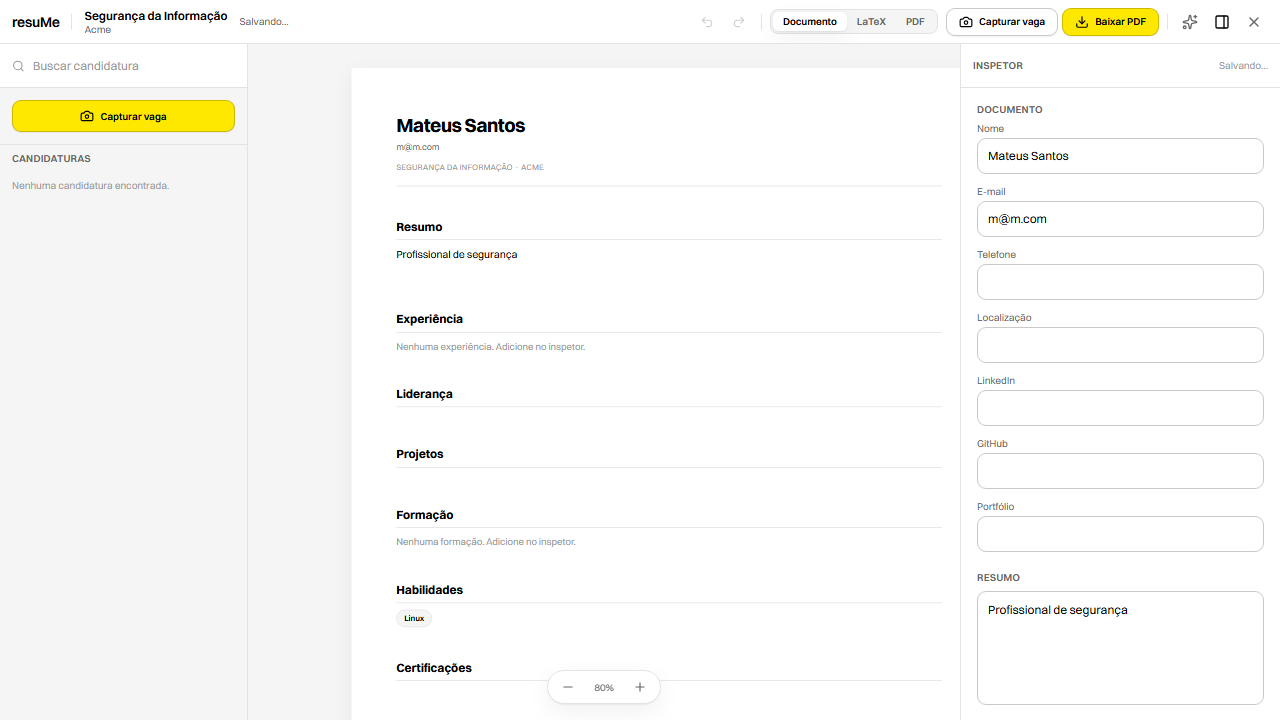 resuMe
Segurança da Informação
Acme
Salvando...
Documento
LaTeX
PDF
Capturar vaga
Baixar PDF
Buscar candidatura
Capturar vaga
CANDIDATURAS
Nenhuma candidatura encontrada.
Mateus Santos
m@m.com
SEGURANÇA DA INFORMAÇÃO · ACME
Resumo
Profissional de segurança
Experiência
Nenhuma experiência. Adicione no inspetor.
Liderança
Projetos
Formação
Nenhuma formação. Adicione no inspetor.
Habilidades
Linux
Certificações
80%
INSPETOR
Salvando...
DOCUMENTO
Nome
Mateus Santos
E-mail
m@m.com
Telefone
Localização
LinkedIn
GitHub
Portfólio
RESUMO
Profissional de segurança